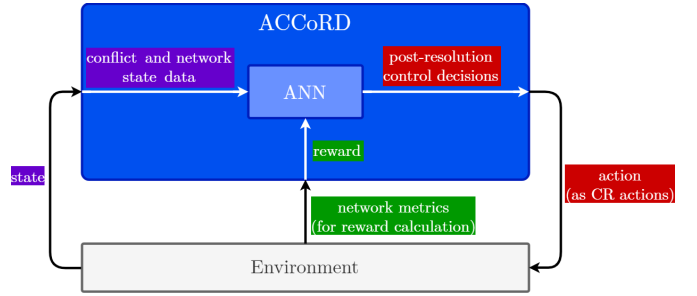 ACCoRD
conflict and network
state data
post-resolution
control decisions
ANN
reward
state
action
(as CR actions)
network metrics
(for reward calculation)
Environment